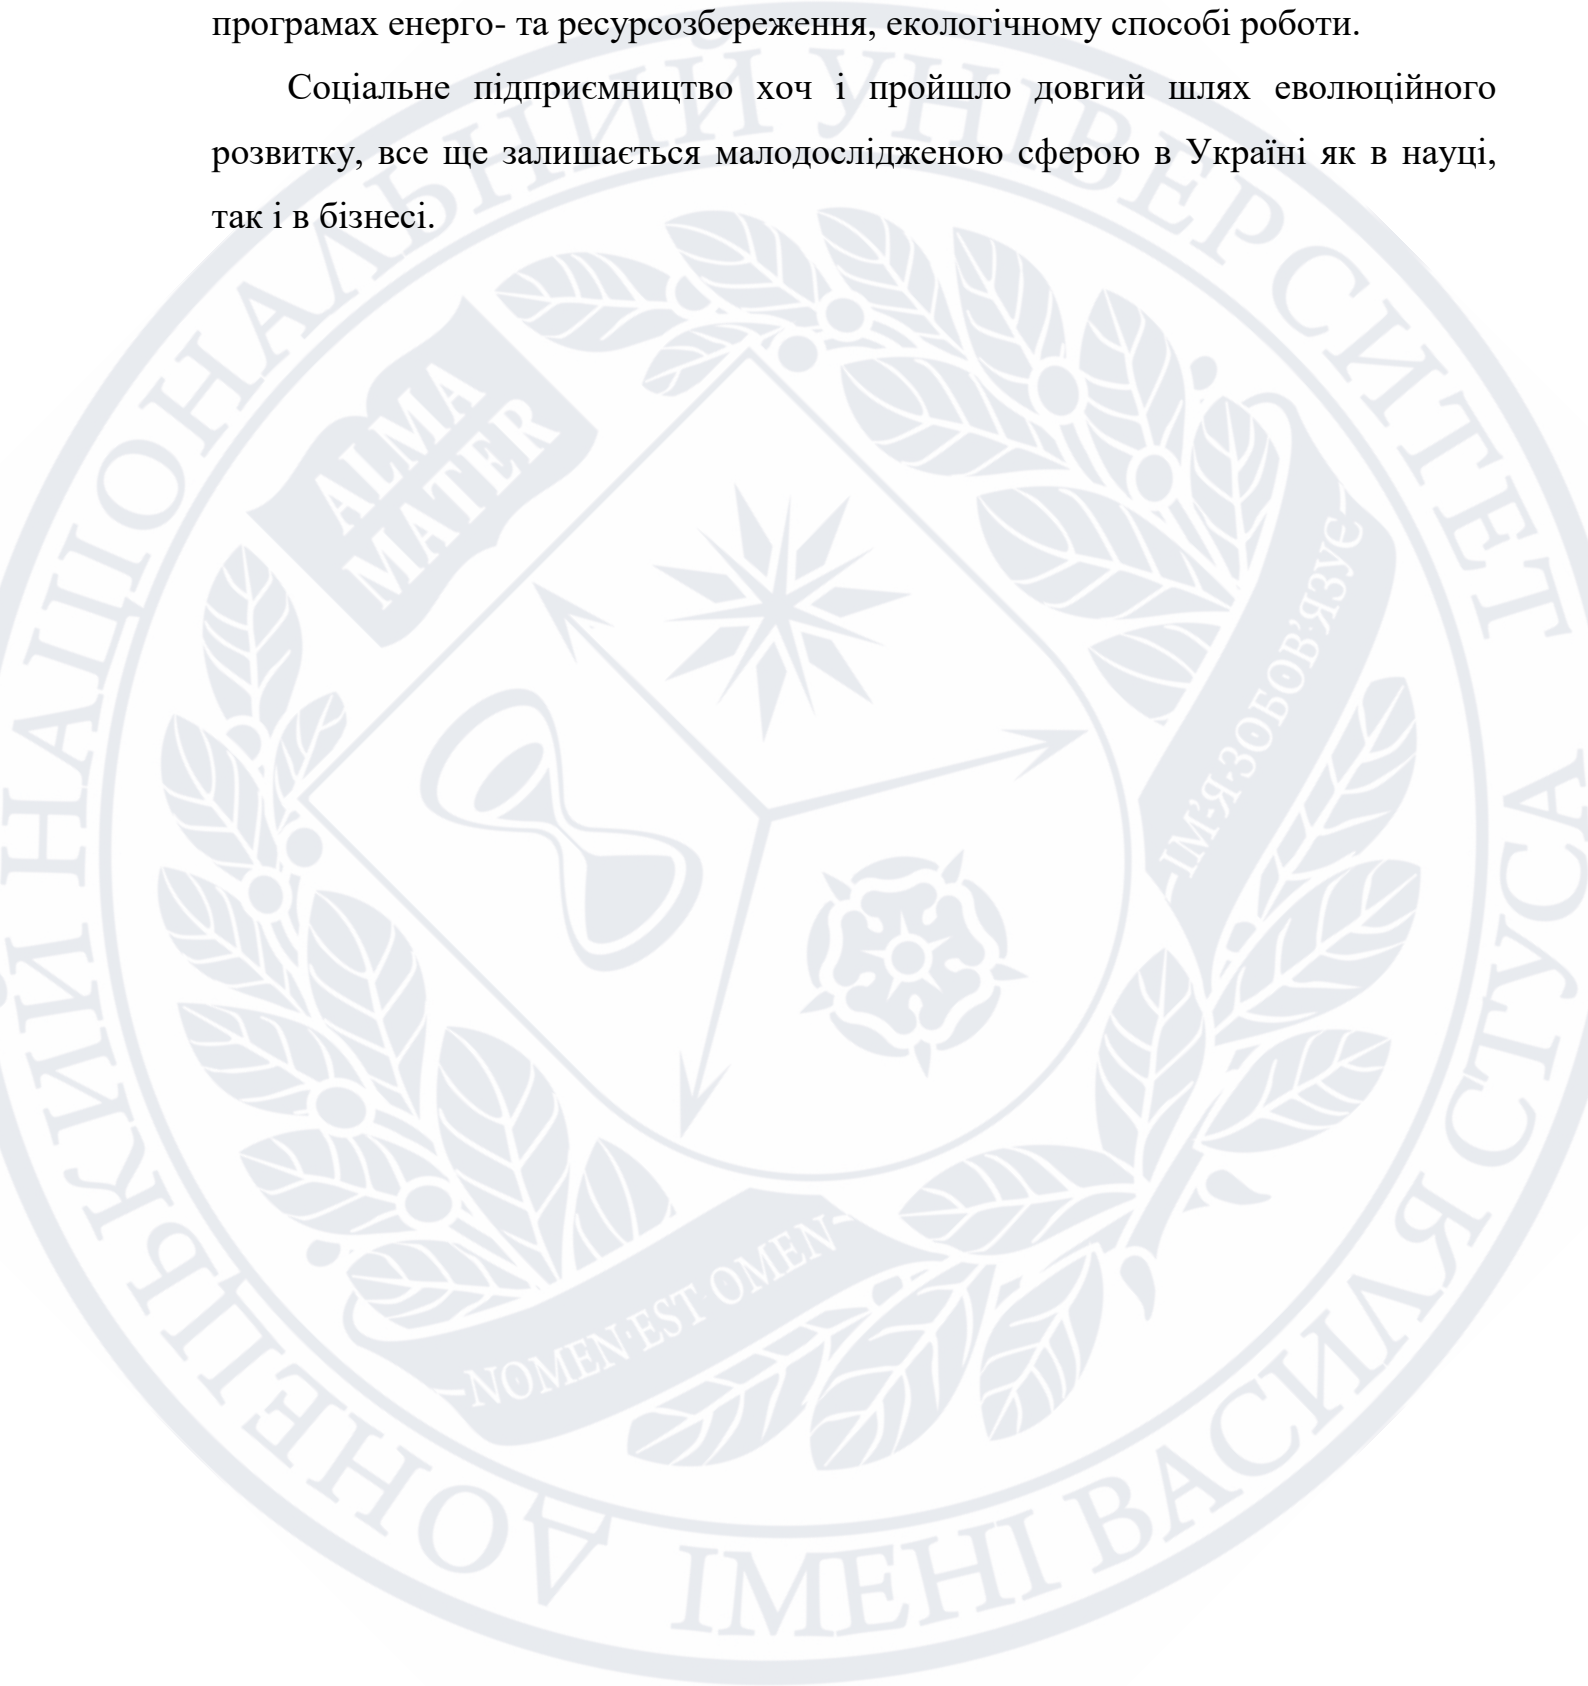 програмах енерго- та ресурсозбереження, екологічному способі роботи.
Соціальне підприємництво хоч і пройшло довгий шлях еволюційного
розвитку, все ще залишається малодослідженою сферою в Україні як в науці,
так і в бізнесі.
ДОНЕЦЬКИЙ НАЦІОНАЛЬНИЙ УНІВЕРСИТЕТ
ІМЕНІ ВАСИЛЯ СТУСА
ALMA
MATER
ІМ'Я·ЗОБОВ'ЯЗУЄ
NOMEN·EST·OMEN